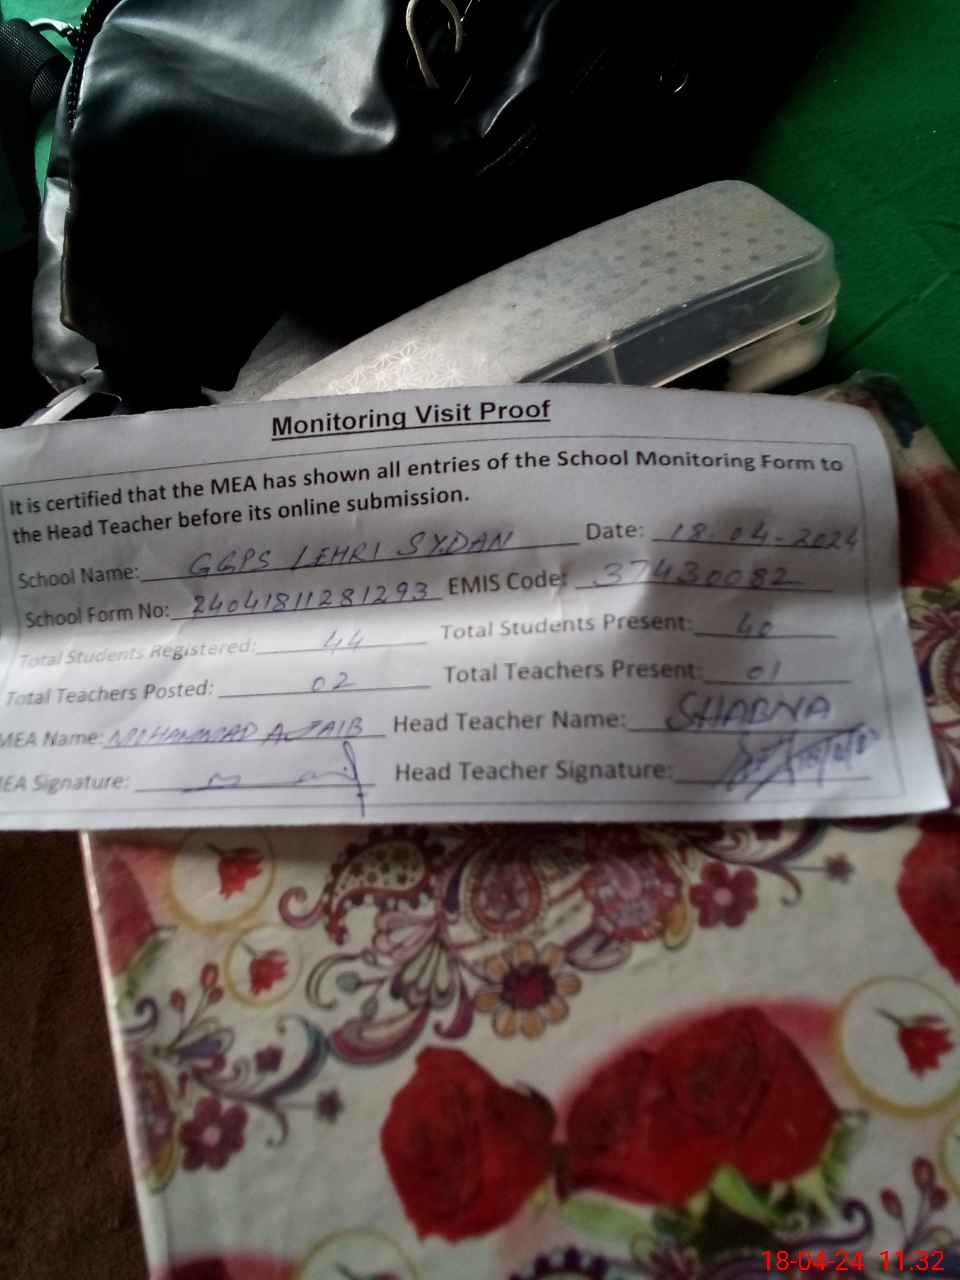 Monitoring Visit Proof
It is certified that the MEA has shown all entries of the School Monitoring Form to
the Head Teacher before its online submission.
School Name: GGPS LEHRI SYDAN Date: 18-04-2024
School Form No: 24041811281293 EMIS Code: 37430082
Total Students Registered: 44 Total Students Present: 40
Total Teachers Posted: 02 Total Teachers Present: 01
MEA Name: MOHAMMAD AJAIB Head Teacher Name: SHABNA
MEA Signature: Head Teacher Signature:
18-04-24 11.32